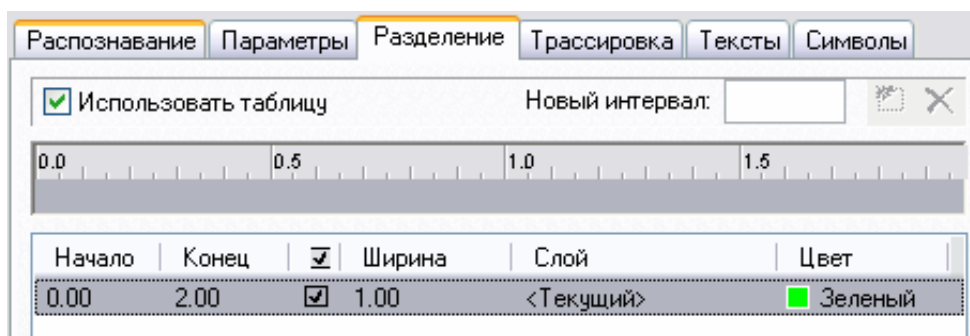 Распознавание Параметры Разделение Трассировка Тексты Символы
Использовать таблицу Новый интервал:
0.0 0.5 1.0 1.5
Начало Конец Ширина Слой Цвет
0.00 2.00 1.00 <Текущий> Зеленый